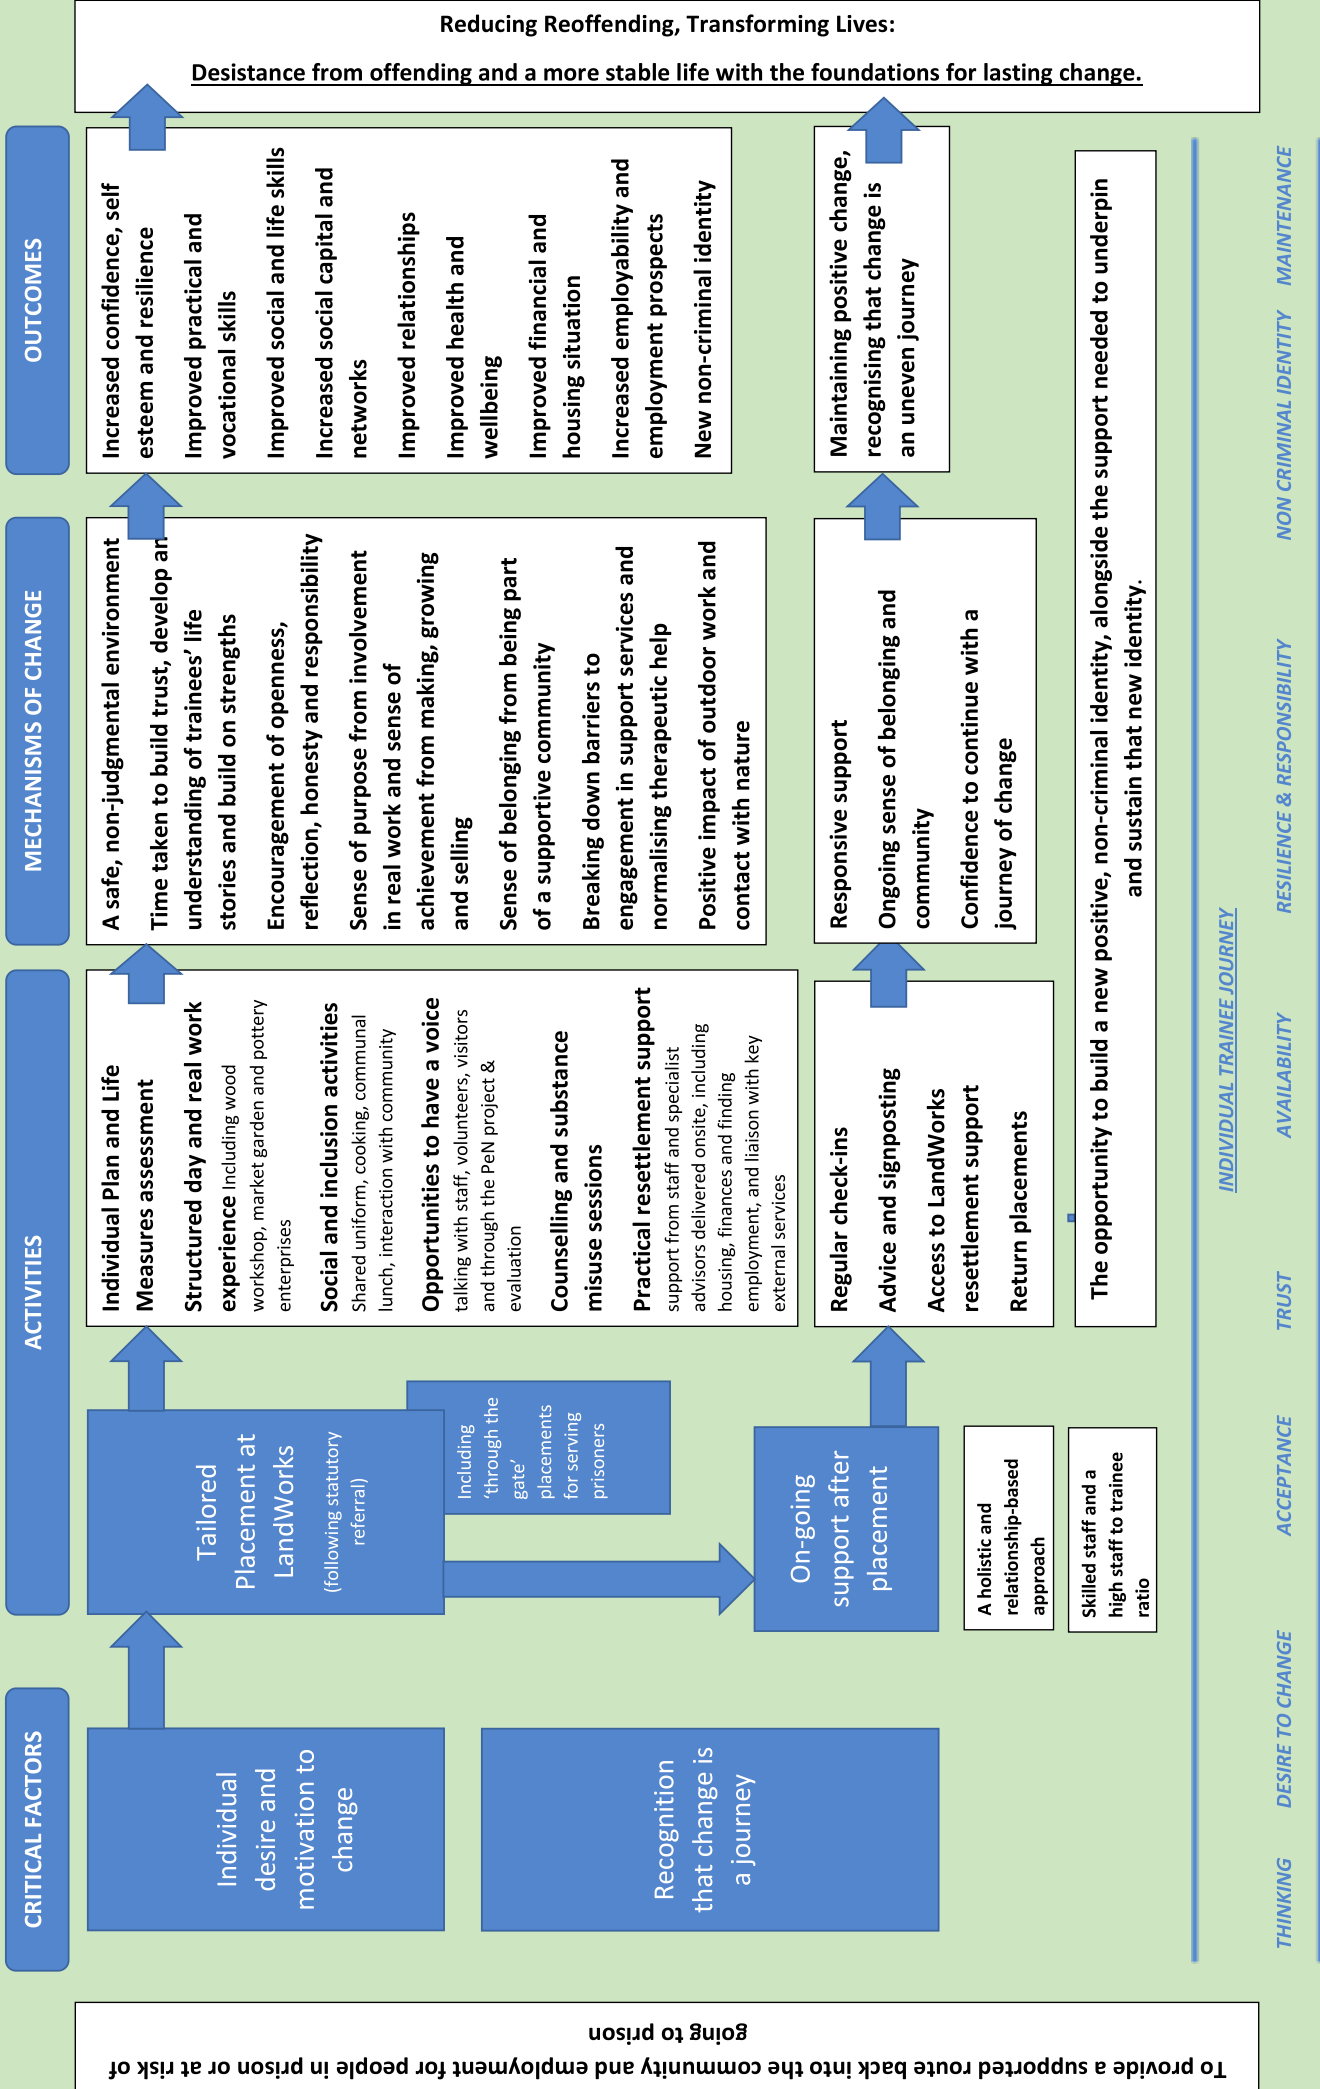 To provide a supported route back into the community and employment for people in prison or at risk of
going to prison
CRITICAL FACTORS
Individual
desire and
motivation to
change
Recognition
that change is
a journey
ACTIVITIES
Tailored
Placement at
LandWorks
(following statutory
referral)
Including
‘through the
gate’
placements
for serving
prisoners
On-going
support after
placement
A holistic and
relationship-based
approach
Skilled staff and a
high staff to trainee
ratio
Individual Plan and Life
Measures assessment
Structured day and real work
experience Including wood
workshop, market garden and pottery
enterprises
Social and inclusion activities
Shared uniform, cooking, communal
lunch, interaction with community
Opportunities to have a voice
talking with staff, volunteers, visitors
and through the PeN project &
evaluation
Counselling and substance
misuse sessions
Practical resettlement support
support from staff and specialist
advisors delivered onsite, including
housing, finances and finding
employment, and liaison with key
external services
Regular check-ins
Advice and signposting
Access to LandWorks
resettlement support
Return placements
MECHANISMS OF CHANGE
A safe, non-judgmental environment
Time taken to build trust, develop an
understanding of trainees’ life
stories and build on strengths
Encouragement of openness,
reflection, honesty and responsibility
Sense of purpose from involvement
in real work and sense of
achievement from making, growing
and selling
Sense of belonging from being part
of a supportive community
Breaking down barriers to
engagement in support services and
normalising therapeutic help
Positive impact of outdoor work and
contact with nature
Responsive support
Ongoing sense of belonging and
community
Confidence to continue with a
journey of change
OUTCOMES
Increased confidence, self
esteem and resilience
Improved practical and
vocational skills
Improved social and life skills
Increased social capital and
networks
Improved relationships
Improved health and
wellbeing
Improved financial and
housing situation
Increased employability and
employment prospects
New non-criminal identity
Maintaining positive change,
recognising that change is
an uneven journey
The opportunity to build a new positive, non-criminal identity, alongside the support needed to underpin
and sustain that new identity.
Reducing Reoffending, Transforming Lives:
Desistance from offending and a more stable life with the foundations for lasting change.
INDIVIDUAL TRAINEE JOURNEY
THINKING DESIRE TO CHANGE ACCEPTANCE TRUST AVAILABILITY RESILIENCE & RESPONSIBILITY NON CRIMINAL IDENTITY MAINTENANCE